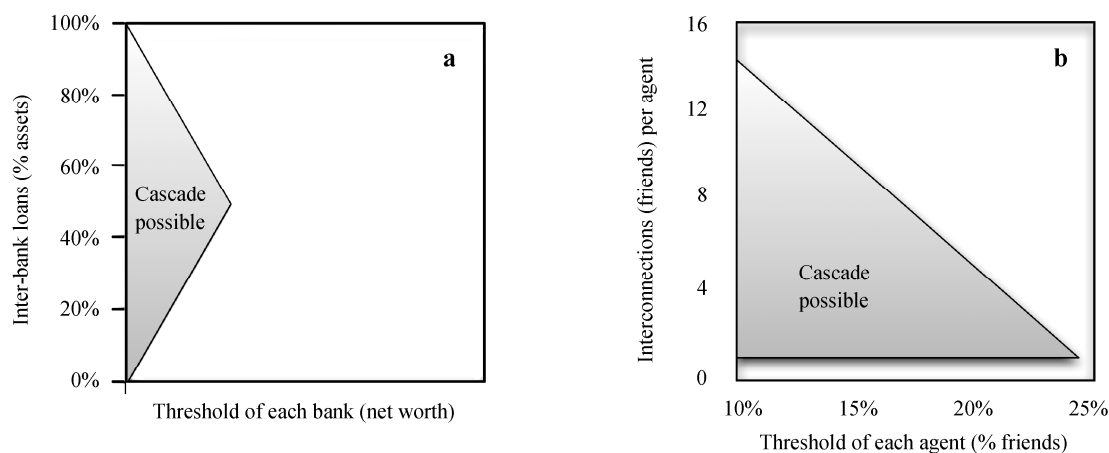 100%
80%
60%
40%
20%
0%
Inter-bank loans (% assets)
a
Cascade
possible
Threshold of each bank (net worth)
16
12
8
4
0
Interconnections (friends) per agent
b
Cascade
possible
10% 15% 20% 25%
Threshold of each agent (% friends)